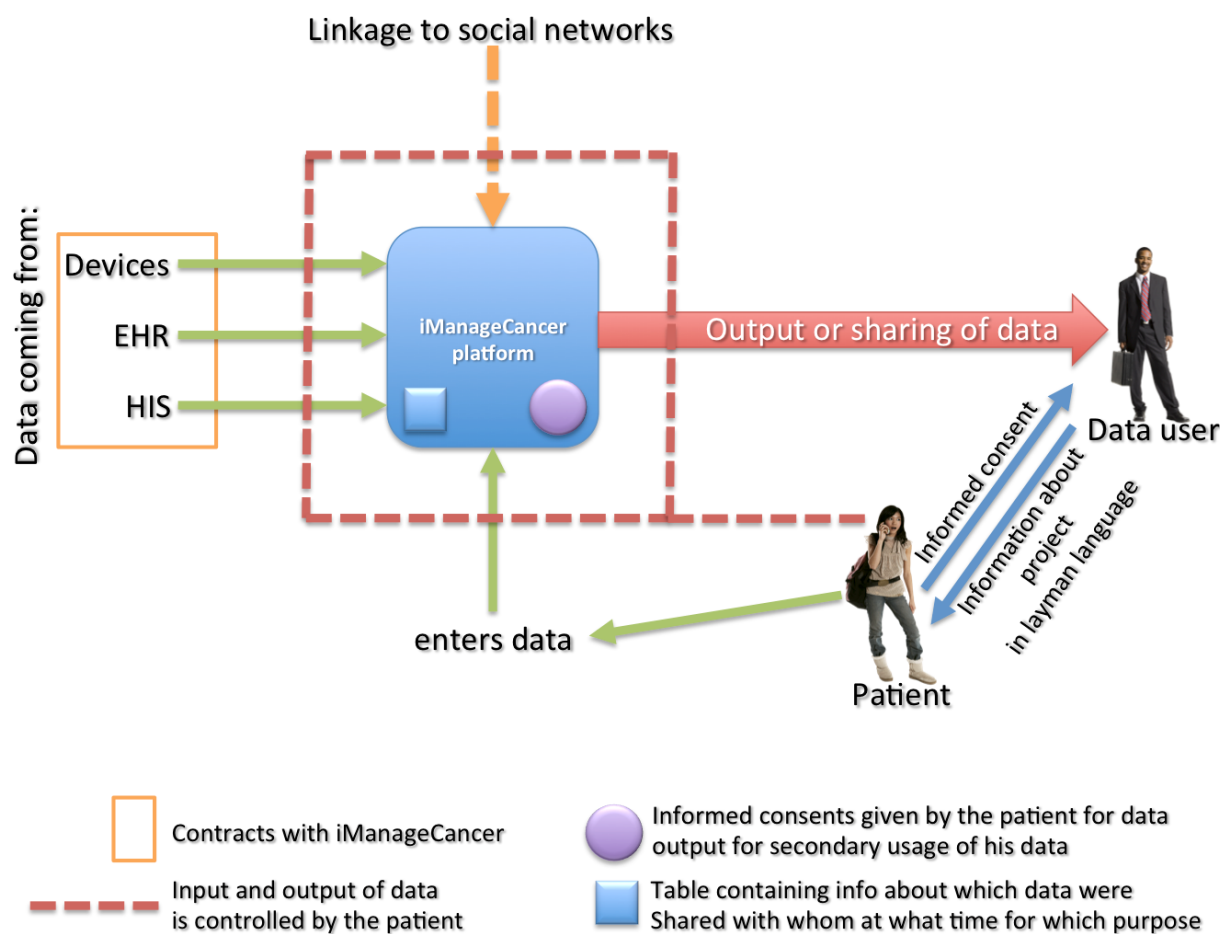 Linkage to social networks
Data coming from:
Devices
EHR
HIS
iManageCancer
platform
Output or sharing of data
Data user
Informed consent
Information about
project
in layman language
enters data
Patient
Contracts with iManageCancer
Input and output of data
is controlled by the patient
Informed consents given by the patient for data
output for secondary usage of his data
Table containing info about which data were
Shared with whom at what time for which purpose